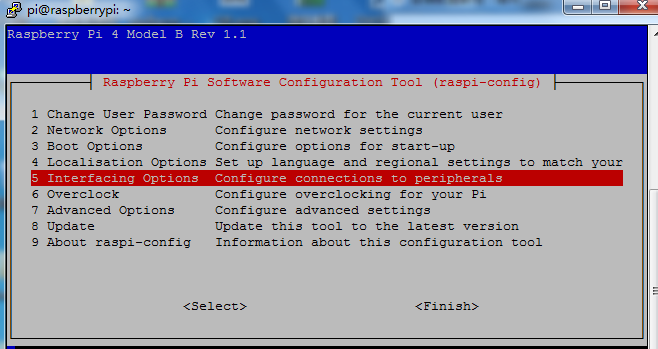 pi@raspberrypi: ~
Raspberry Pi 4 Model B Rev 1.1
Raspberry Pi Software Configuration Tool (raspi-config)
1 Change User Password Change password for the current user
2 Network Options Configure network settings
3 Boot Options Configure options for start-up
4 Localisation Options Set up language and regional settings to match your
5 Interfacing Options Configure connections to peripherals
6 Overclock Configure overclocking for your Pi
7 Advanced Options Configure advanced settings
8 Update Update this tool to the latest version
9 About raspi-config Information about this configuration tool
<Select> <Finish>